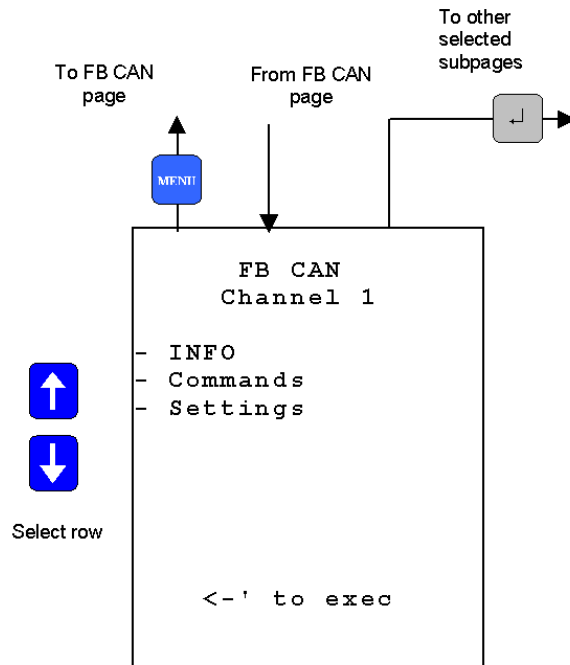 To other
selected
subpages
To FB CAN
page
From FB CAN
page
MENU
FB CAN
Channel 1
- INFO
- Commands
- Settings
Select row
<-' to exec